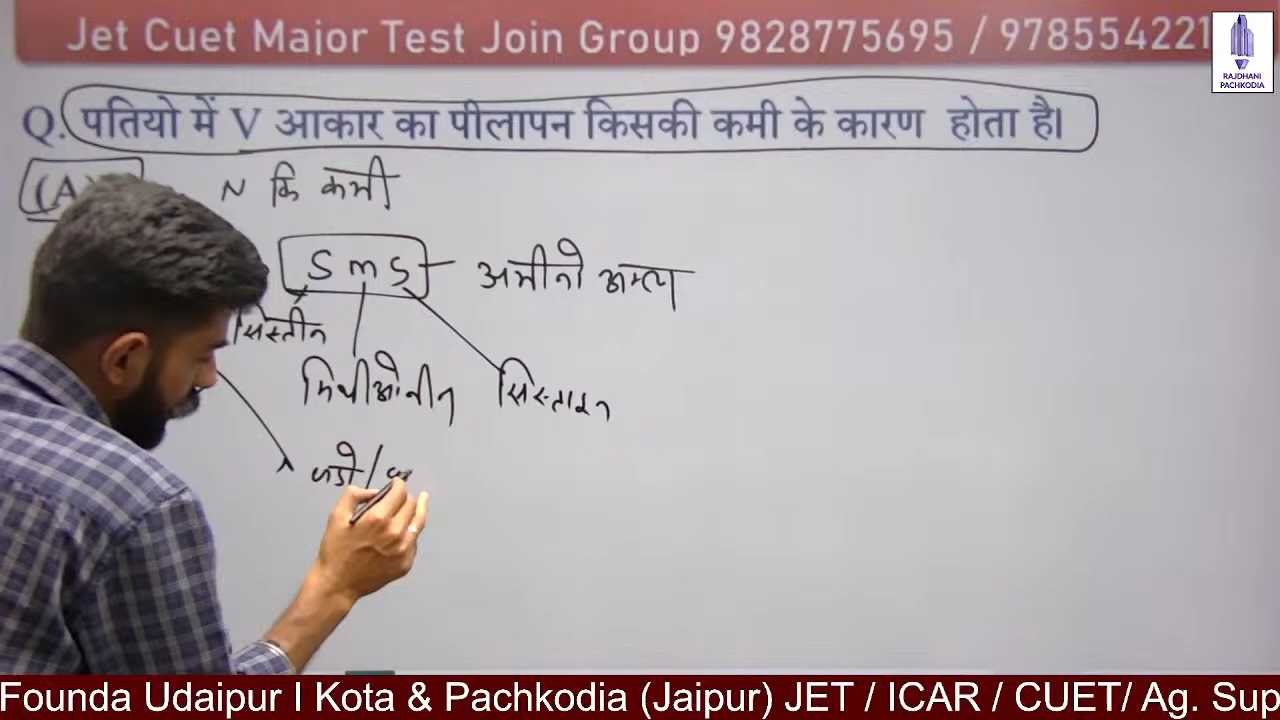 Jet Cuet Major Test Join Group 9828775695 / 978554221
RAJDHANI
PACHKODIA
Q. पतियो में V आकार का पीलापन किसकी कमी के कारण होता है।
(A)
N कि कमी
SmS - अमीनो अम्ल
सिस्तीन
मिथीओनीन सिस्टाइन
Founda Udaipur I Kota & Pachkodia (Jaipur) JET / ICAR / CUET/ Ag. Sup